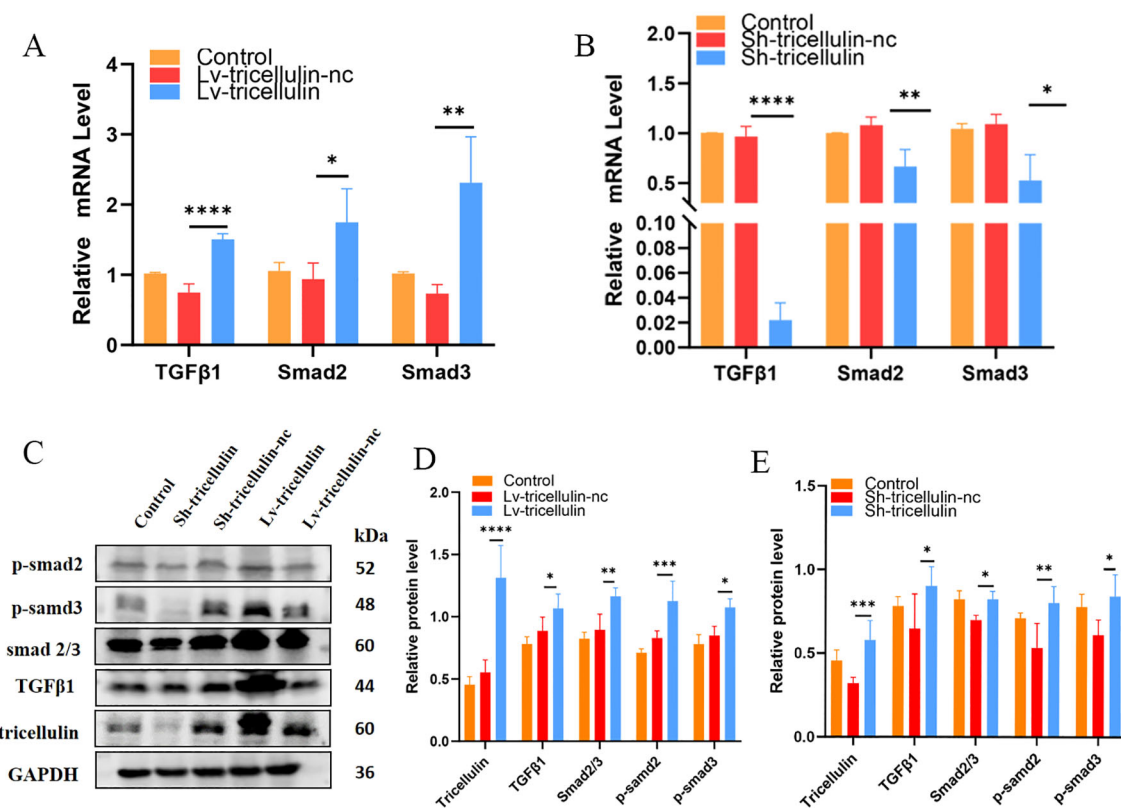 A
Control
Lv-tricellulin-nc
Lv-tricellulin
Relative mRNA Level
4
3
2
1
0
****
*
**
TGFβ1 Smad2 Smad3
B
Control
Sh-tricellulin-nc
Sh-tricellulin
Relative mRNA Level
2.0
1.5
1.0
0.5
0.10
0.08
0.06
0.04
0.02
0.00
****
**
*
TGFβ1 Smad2 Smad3
C
Control
Sh-tricellulin
Sh-tricellulin-nc
Lv-tricellulin
Lv-tricellulin-nc
kDa
p-smad2 52
p-samd3 48
smad 2/3 60
TGFβ1 44
tricellulin 60
GAPDH 36
D
Control
Lv-tricellulin-nc
Lv-tricellulin
Relative protein level
2.0
1.5
1.0
0.5
0.0
****
*
**
***
*
Tricellulin TGFβ1 Smad2/3 p-samd2 p-smad3
E
Control
Sh-tricellulin-nc
Sh-tricellulin
Relative protein level
1.5
1.0
0.5
0.0
***
*
*
**
*
Tricellulin TGFβ1 Smad2/3 p-samd2 p-smad3